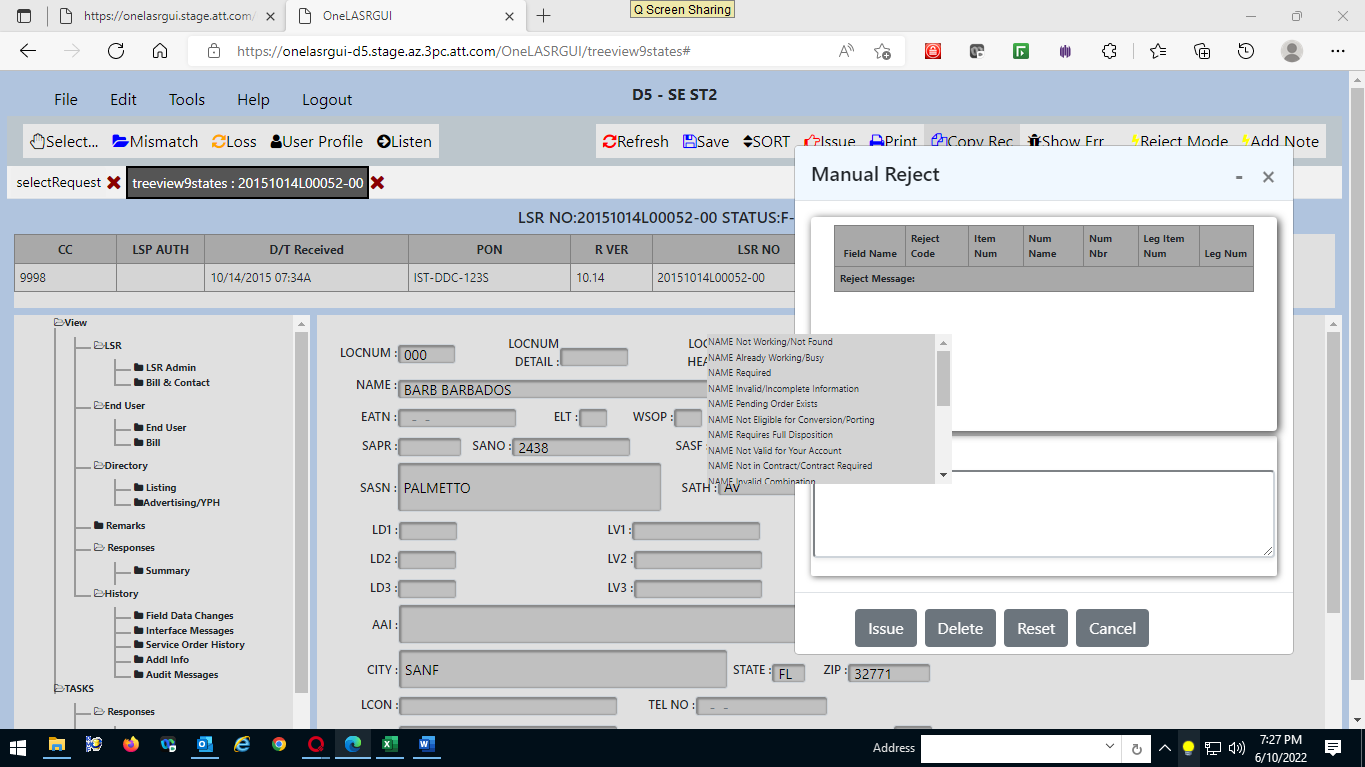 Q Screen Sharing
https://onelasrgui.stage.att.com/
OneLASRGUI
https://onelasrgui-d5.stage.az.3pc.att.com/OneLASRGUI/treeview9states#
D5 - SE ST2
File Edit Tools Help Logout
Select... Mismatch Loss User Profile Listen Refresh Save SORT Issue Print Copy Rec Show Err Reject Mode Add Note
selectRequest treeview9states : 20151014L00052-00
LSR NO:20151014L00052-00 STATUS:F-
CC LSP AUTH D/T Received PON R VER LSR NO
9998 10/14/2015 07:34A IST-DDC-123S 10.14 20151014L00052-00
View
LSR
LSR Admin
Bill & Contact
End User
End User
Bill
Directory
Listing
Advertising/YPH
Remarks
Responses
Summary
History
Field Data Changes
Interface Messages
Service Order History
Addl Info
Audit Messages
TASKS
Responses
LOCNUM : 000 LOCNUM DETAIL :
NAME : BARB BARBADOS
EATN : - - ELT : WSOP :
SAPR : SANO : 2438 SASF
SASN : PALMETTO SATH : AV
LD1 : LV1 :
LD2 : LV2 :
LD3 : LV3 :
AAI :
CITY : SANF STATE : FL ZIP : 32771
LCON : TEL NO : - -
Manual Reject
Field Name Reject Code Item Num Num Name Num Nbr Leg Item Num Leg Num
Reject Message:
NAME Not Working/Not Found
NAME Already Working/Busy
NAME Required
NAME Invalid/Incomplete Information
NAME Pending Order Exists
NAME Not Eligible for Conversion/Porting
NAME Requires Full Disposition
NAME Not Valid for Your Account
NAME Not in Contract/Contract Required
NAME Invalid Combination
Issue Delete Reset Cancel
Address
7:27 PM
6/10/2022